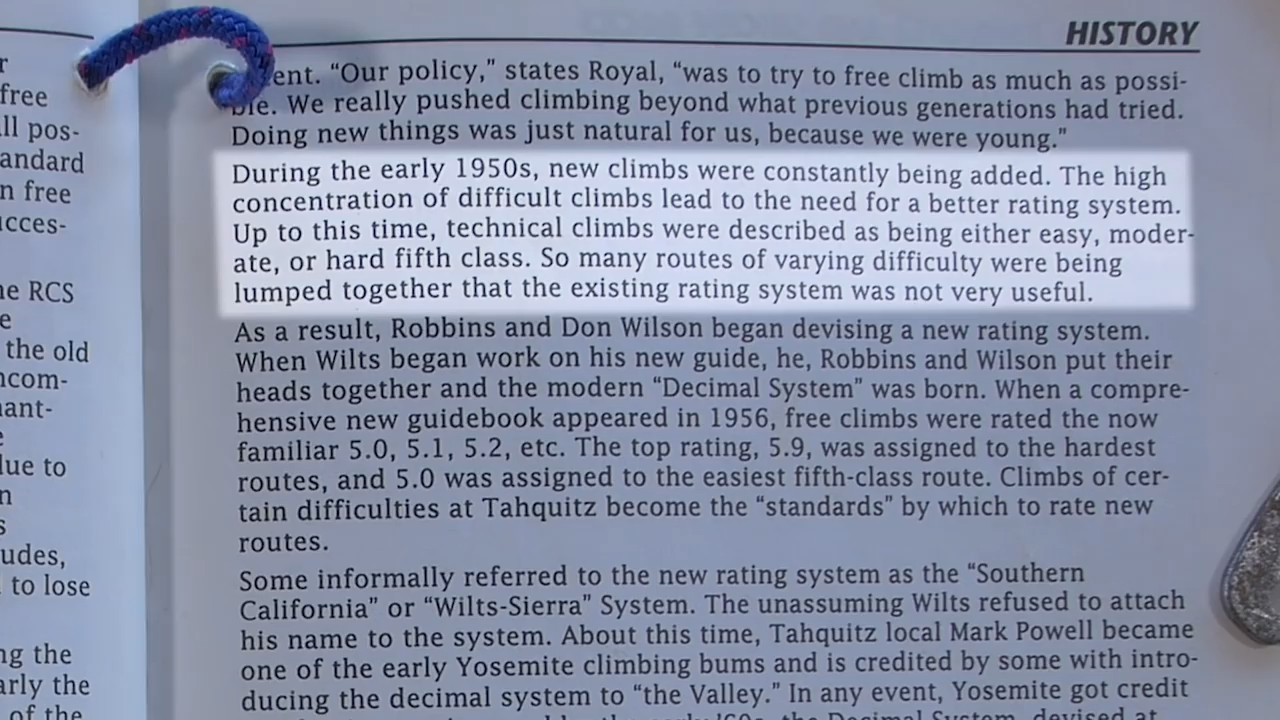 HISTORY
ent. “Our policy,” states Royal, “was to try to free climb as much as possi-
ble. We really pushed climbing beyond what previous generations had tried.
Doing new things was just natural for us, because we were young.”
During the early 1950s, new climbs were constantly being added. The high
concentration of difficult climbs lead to the need for a better rating system.
Up to this time, technical climbs were described as being either easy, moder-
ate, or hard fifth class. So many routes of varying difficulty were being
lumped together that the existing rating system was not very useful.
As a result, Robbins and Don Wilson began devising a new rating system.
When Wilts began work on his new guide, he, Robbins and Wilson put their
heads together and the modern “Decimal System” was born. When a compre-
hensive new guidebook appeared in 1956, free climbs were rated the now
familiar 5.0, 5.1, 5.2, etc. The top rating, 5.9, was assigned to the hardest
routes, and 5.0 was assigned to the easiest fifth-class route. Climbs of cer-
tain difficulties at Tahquitz become the “standards” by which to rate new
routes.
Some informally referred to the new rating system as the “Southern
California” or “Wilts-Sierra” System. The unassuming Wilts refused to attach
his name to the system. About this time, Tahquitz local Mark Powell became
one of the early Yosemite climbing bums and is credited by some with intro-
ducing the decimal system to “the Valley.” In any event, Yosemite got credit
free
ll pos-
andard
n free
ucces-
ne RCS
e
the old
ncom-
nant-
e
lue to
n
s
udes,
to lose
ng the
arly the
of the